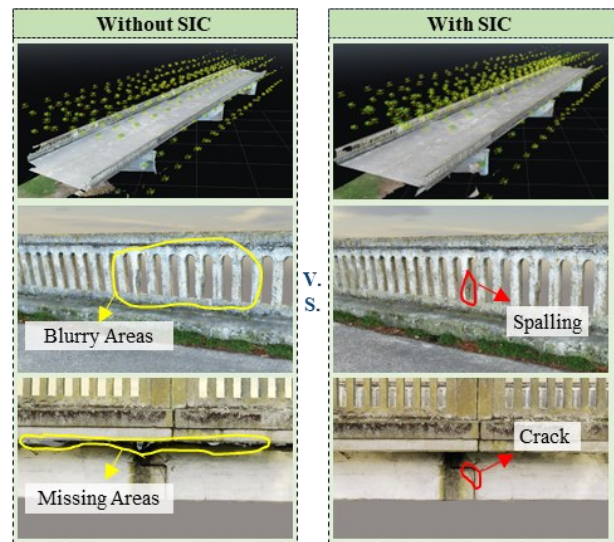 Without SIC
With SIC
V.
S.
Blurry Areas
Spalling
Missing Areas
Crack